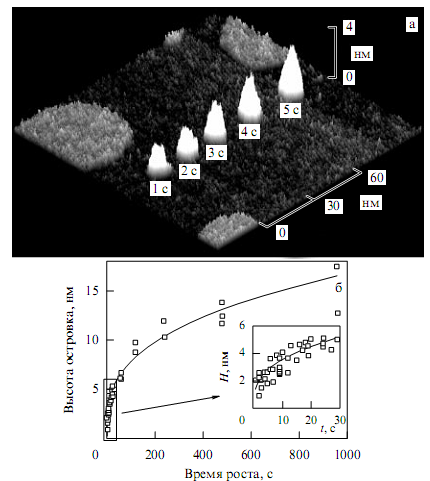 4
а
нм
0
5 с
4 с
3 с
2 с
1 с
60
30
нм
0
б
15
10
5
Высота островка, нм
6
4
2
H, нм
0
10
20
30
t, с
0
200
400
600
800
1000
Время роста, с